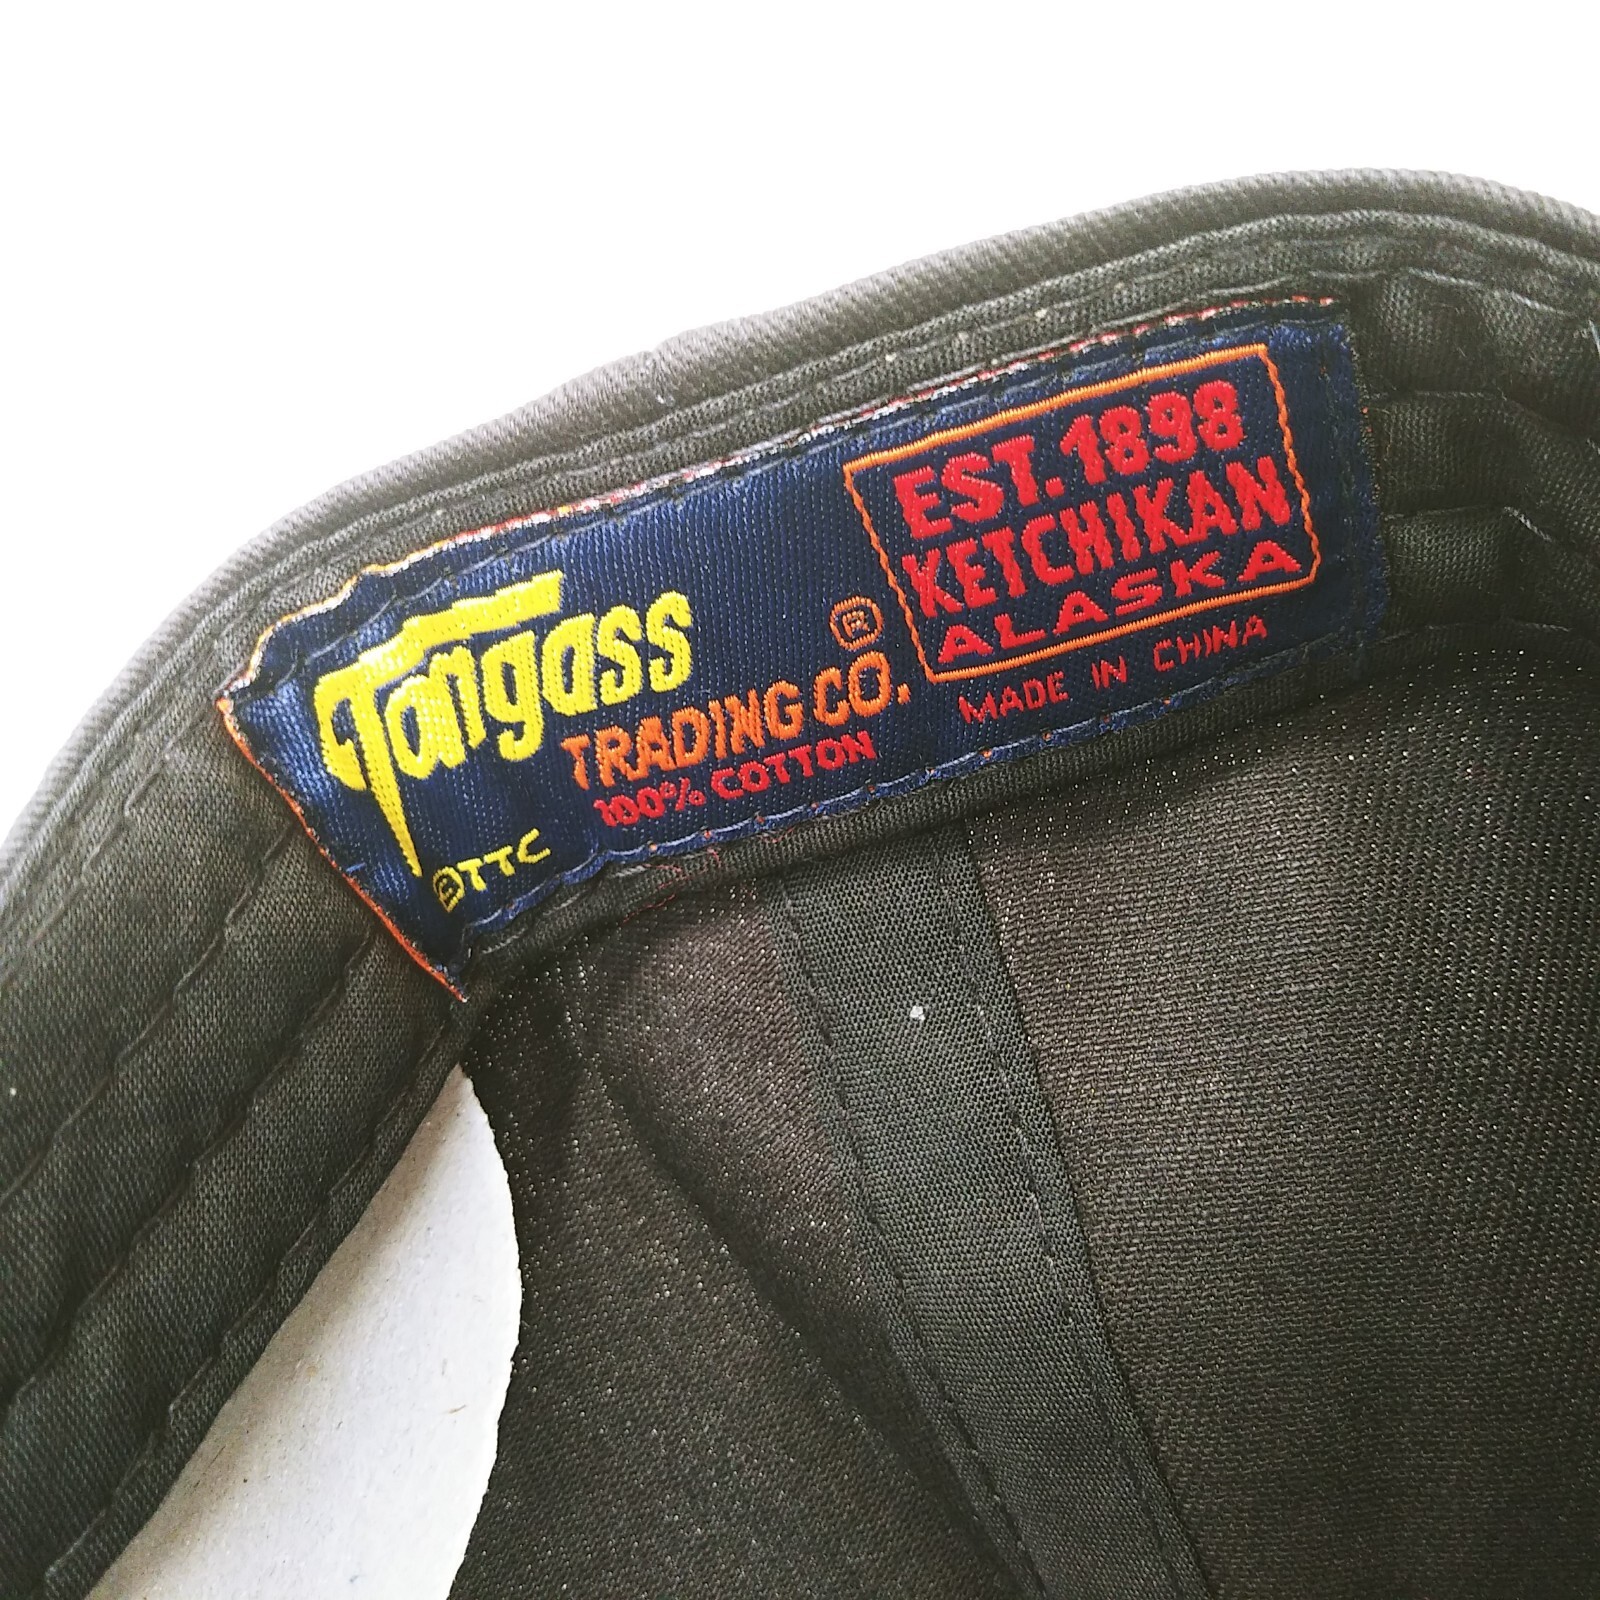 Tongass
®
TRADING CO.
100% COTTON
©TTC
EST. 1898
KETCHIKAN
ALASKA
MADE IN CHINA